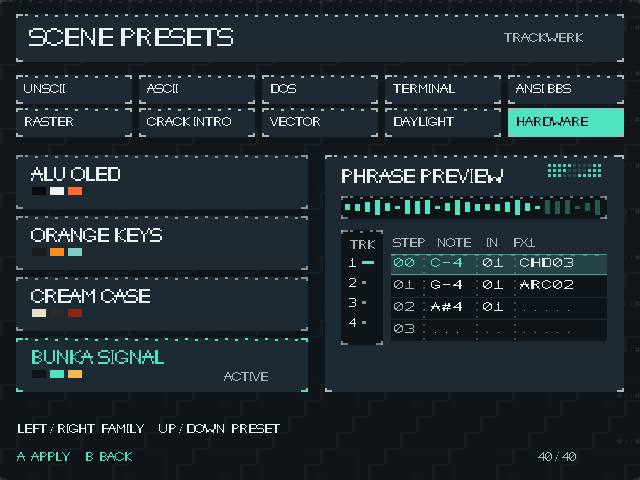 SCENE PRESETS TRACKWERK
UNSCII ASCII DOS TERMINAL ANSI BBS
RASTER CRACK INTRO VECTOR DAYLIGHT HARDWARE
ALU OLED
ORANGE KEYS
CREAM CASE
BUNKA SIGNAL
ACTIVE
PHRASE PREVIEW
TRK STEP NOTE IN FX1
1 00 C-4 01 CHD03
2 01 G-4 01 ARC02
3 02 A#4 01 .....
4 03 ... .. .....
LEFT/RIGHT FAMILY UP/DOWN PRESET
A APPLY B BACK 40/40